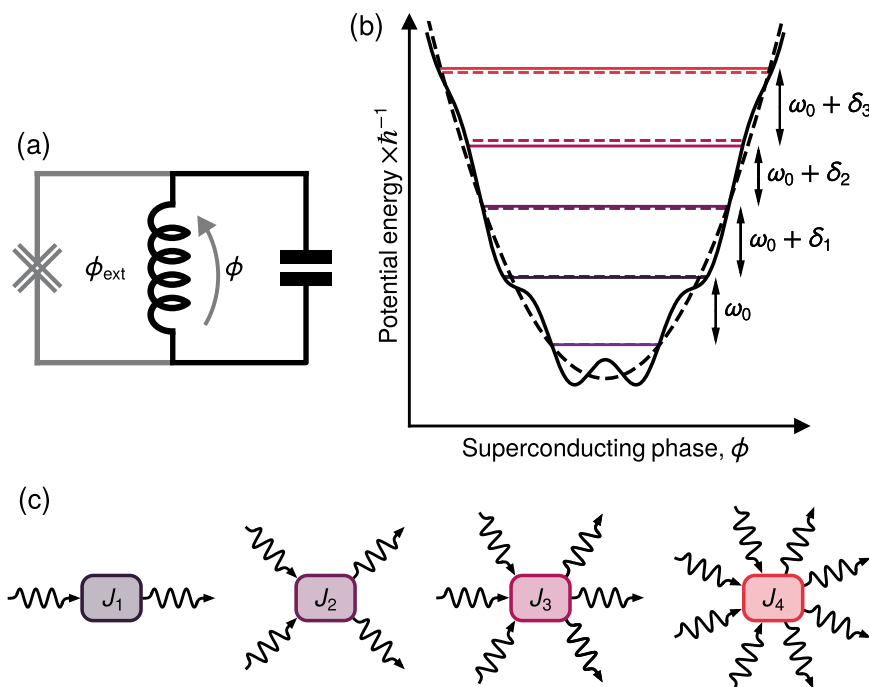 (a)
ϕext
ϕ
(b)
Potential energy ×ℏ⁻¹
ω₀ + δ₃
ω₀ + δ₂
ω₀ + δ₁
ω₀
Superconducting phase, ϕ
(c)
J₁
J₂
J₃
J₄